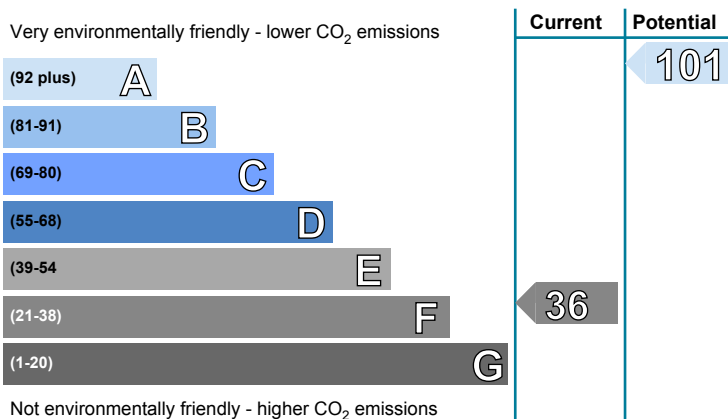 Current Potential
Very environmentally friendly - lower CO₂ emissions
101
(92 plus) A
(81-91) B
(69-80) C
(55-68) D
(39-54 E
(21-38) F
36
(1-20) G
Not environmentally friendly - higher CO₂ emissions